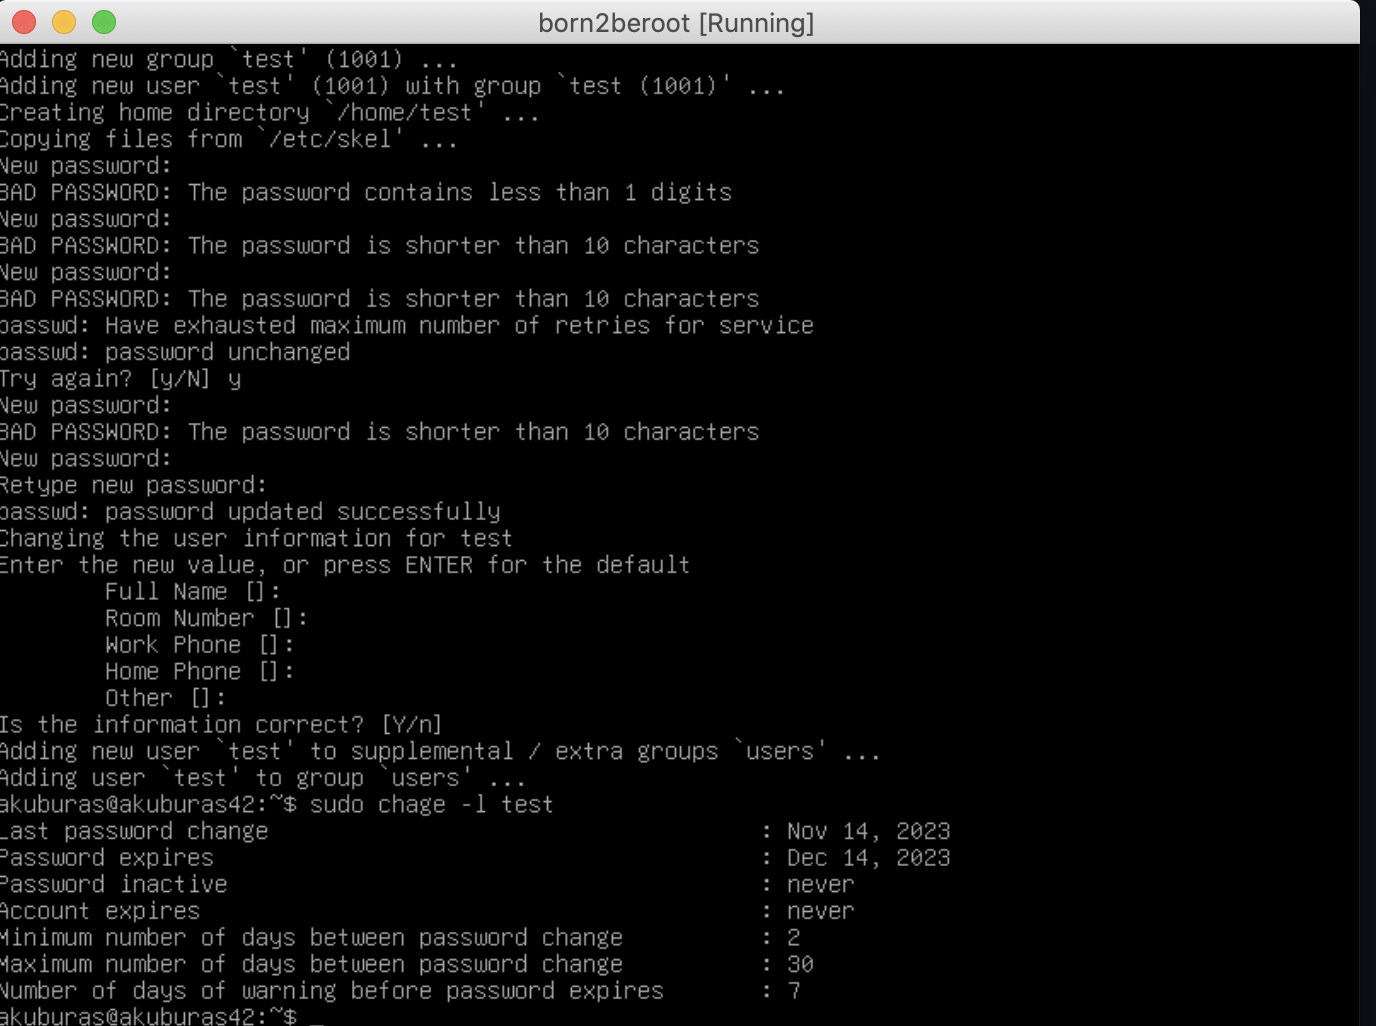 born2beroot [Running]
Adding new group `test' (1001) ...
Adding new user `test' (1001) with group `test (1001)' ...
Creating home directory `/home/test' ...
Copying files from `/etc/skel' ...
New password:
BAD PASSWORD: The password contains less than 1 digits
New password:
BAD PASSWORD: The password is shorter than 10 characters
New password:
BAD PASSWORD: The password is shorter than 10 characters
passwd: Have exhausted maximum number of retries for service
passwd: password unchanged
Try again? [y/N] y
New password:
BAD PASSWORD: The password is shorter than 10 characters
New password:
Retype new password:
passwd: password updated successfully
Changing the user information for test
Enter the new value, or press ENTER for the default
Full Name []:
Room Number []:
Work Phone []:
Home Phone []:
Other []:
Is the information correct? [Y/n]
Adding new user `test' to supplemental / extra groups `users' ...
Adding user `test' to group `users' ...
akuburas@akuburas42:~$ sudo chage -l test
Last password change : Nov 14, 2023
Password expires : Dec 14, 2023
Password inactive : never
Account expires : never
Minimum number of days between password change : 2
Maximum number of days between password change : 30
Number of days of warning before password expires : 7
akuburas@akuburas42:~$ _